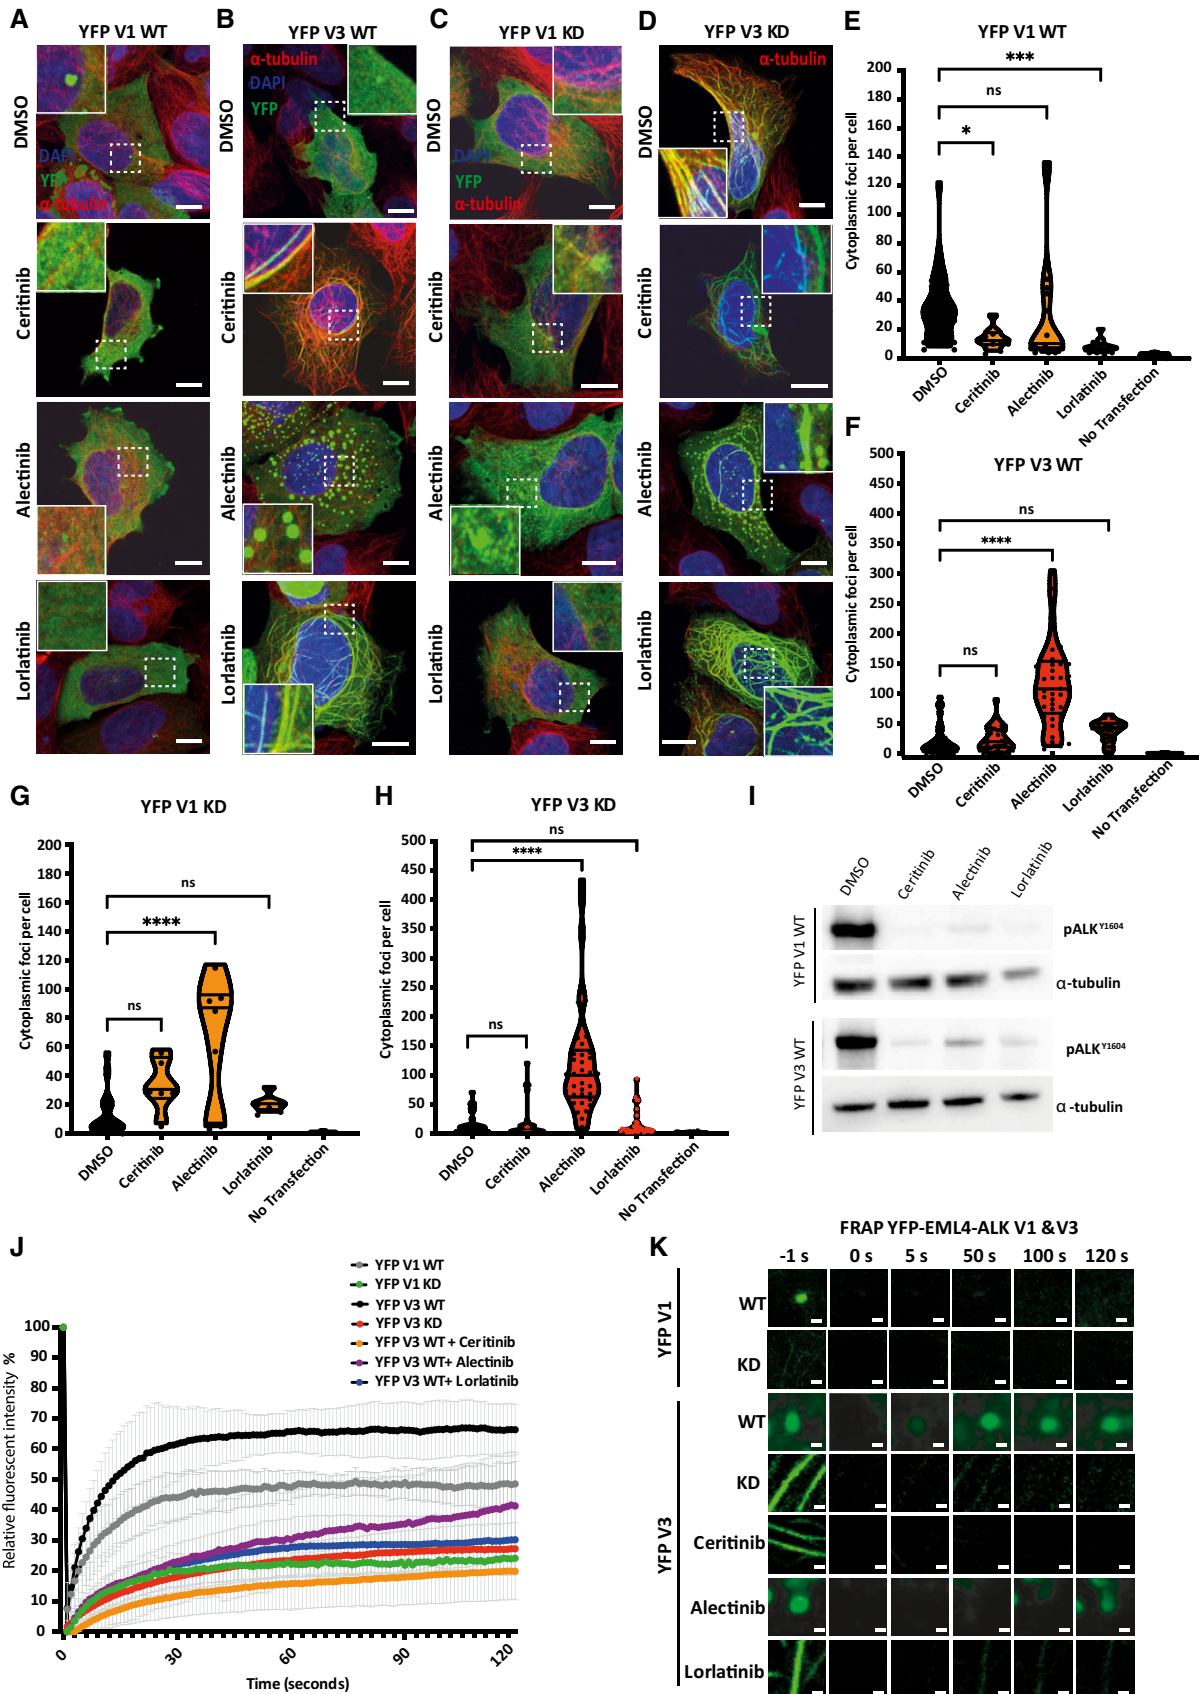 A
YFP V1 WT
DMSO
DAPI
YFP
α-tubulin
Ceritinib
Alectinib
Lorlatinib
B
YFP V3 WT
α-tubulin
DAPI
YFP
DMSO
Ceritinib
Alectinib
Lorlatinib
C
YFP V1 KD
DMSO
DAPI
YFP
α-tubulin
Ceritinib
Alectinib
Lorlatinib
D
YFP V3 KD
α-tubulin
DMSO
Ceritinib
Alectinib
Lorlatinib
E
YFP V1 WT
Cytoplasmic foci per cell
200
180
160
140
120
100
80
60
40
20
0
***
ns
*
DMSO
Ceritinib
Alectinib
Lorlatinib
No Transfection
F
YFP V3 WT
Cytoplasmic foci per cell
500
450
400
350
300
250
200
150
100
50
0
ns
****
ns
DMSO
Ceritinib
Alectinib
Lorlatinib
No Transfection
G
YFP V1 KD
Cytoplasmic foci per cell
200
180
160
140
120
100
80
60
40
20
0
ns
****
ns
DMSO
Ceritinib
Alectinib
Lorlatinib
No Transfection
H
YFP V3 KD
Cytoplasmic foci per cell
500
450
400
350
300
250
200
150
100
50
0
ns
****
ns
DMSO
Ceritinib
Alectinib
Lorlatinib
No Transfection
I
DMSO
Ceritinib
Alectinib
Lorlatinib
YFP V1 WT
pALK Y1604
α-tubulin
YFP V3 WT
pALK Y1604
α-tubulin
J
YFP V1 WT
YFP V1 KD
YFP V3 WT
YFP V3 KD
YFP V3 WT + Ceritinib
YFP V3 WT+ Alectinib
YFP V3 WT+ Lorlatinib
Relative fluorescent intensity %
100
90
80
70
60
50
40
30
20
10
0
0
30
60
90
120
Time (seconds)
K
FRAP YFP-EML4-ALK V1 &V3
-1 s
0 s
5 s
50 s
100 s
120 s
YFP V1
WT
KD
YFP V3
WT
KD
Ceritinib
Alectinib
Lorlatinib